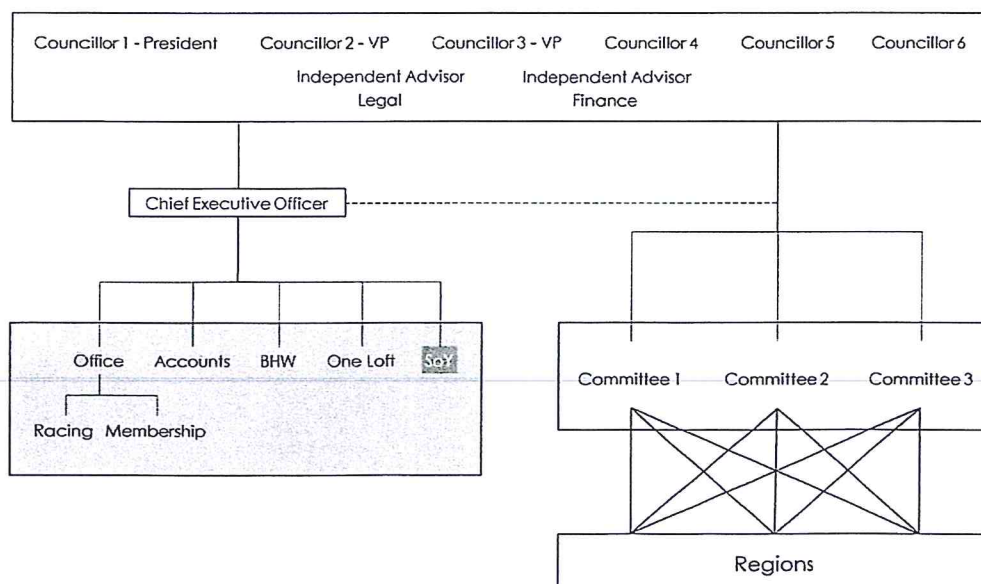 Councillor 1 - President Councillor 2 - VP Councillor 3 - VP Councillor 4 Councillor 5 Councillor 6
Independent Advisor Independent Advisor
Legal Finance
Chief Executive Officer
Office Accounts BHW One Loft SotY
Committee 1 Committee 2 Committee 3
Racing Membership
Regions